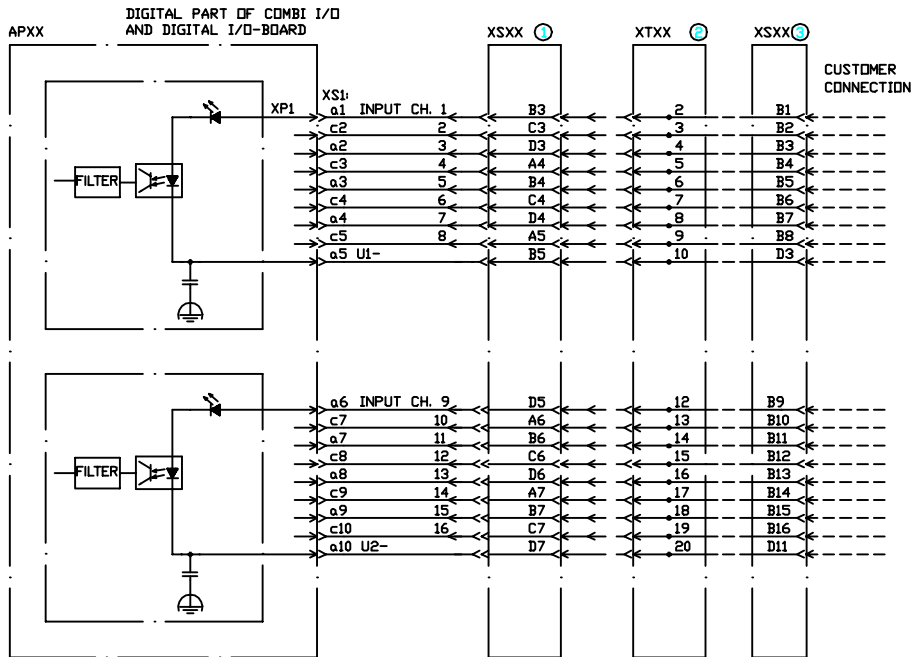 DIGITAL PART OF COMBI I/O
APXX AND DIGITAL I/O-BOARD XSXX 1 XTXX 2 XSXX 3
CUSTOMER
CONNECTION
XS1:
XP1 a1 INPUT CH. 1 B3 2 B1
c2 2 C3 3 B2
a2 3 D3 4 B3
c3 4 A4 5 B4
FILTER a3 5 B4 6 B5
c4 6 C4 7 B6
a4 7 D4 8 B7
c5 8 A5 9 B8
a5 U1- B5 10 D3
a6 INPUT CH. 9 D5 12 B9
c7 10 A6 13 B10
a7 11 B6 14 B11
c8 12 C6 15 B12
FILTER a8 13 D6 16 B13
c9 14 A7 17 B14
a9 15 B7 18 B15
c10 16 C7 19 B16
a10 U2- D7 20 D11